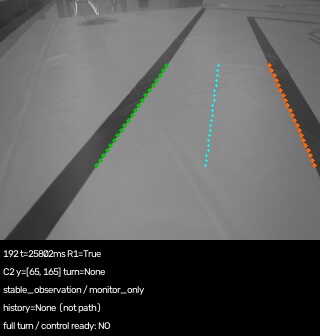 192 t=25802ms R1=True
C2 y=[65, 165] turn=None
stable_observation / monitor_only
history=None (not path)
full turn / control ready: NO